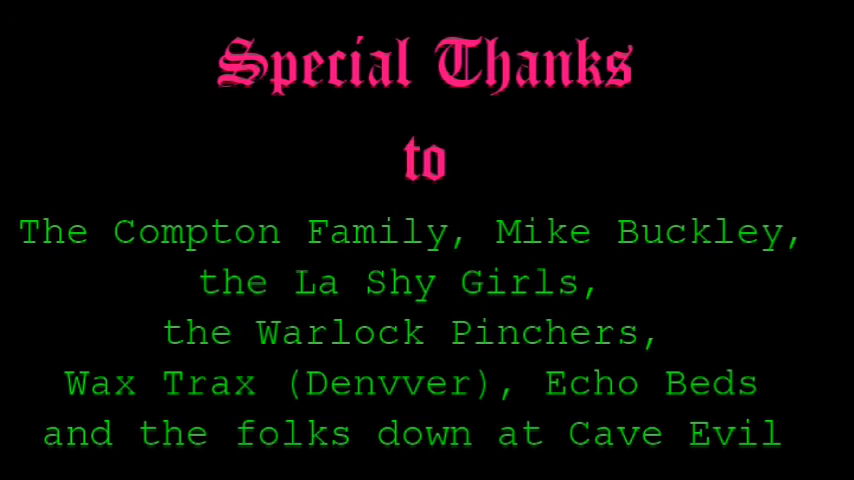 Special Thanks
to
The Compton Family, Mike Buckley,
the La Shy Girls,
the Warlock Pinchers,
Wax Trax (Denvver), Echo Beds
and the folks down at Cave Evil